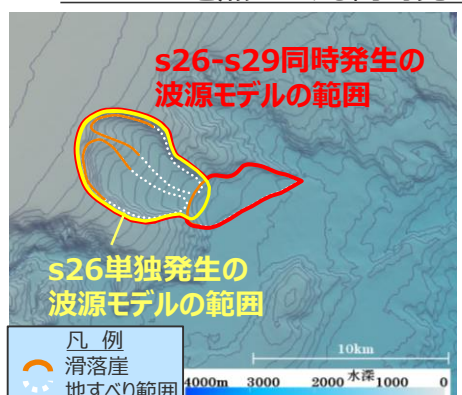 s26-s29同時発生の
波源モデルの範囲
s26単独発生の
波源モデルの範囲
凡 例
滑落崖
地すべり範囲
10km
4000m 3000 2000 水深 1000 0